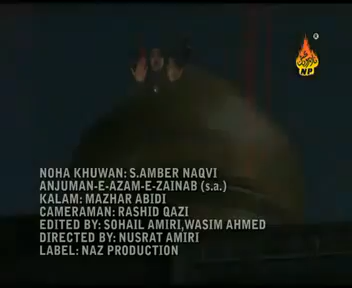 NP
NOHA KHUWAN: S.AMBER NAQVI
ANJUMAN-E-AZAM-E-ZAINAB (s.a.)
KALAM: MAZHAR ABIDI
CAMERAMAN: RASHID QAZI
EDITED BY: SOHAIL AMIRI,WASIM AHMED
DIRECTED BY: NUSRAT AMIRI
LABEL: NAZ PRODUCTION